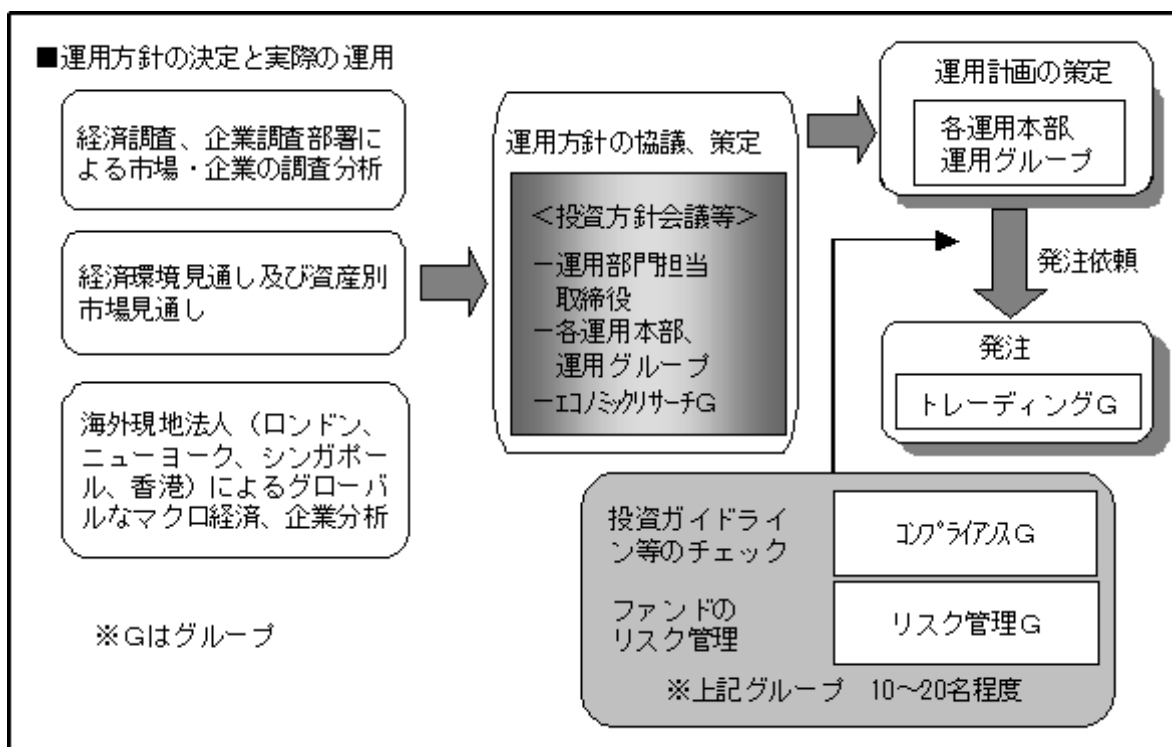 ■運用方針の決定と実際の運用
経済調査、企業調査部署に
よる市場・企業の調査分析
経済環境見通し及び資産別
市場見通し
海外現地法人（ロンドン、
ニューヨーク、シンガポー
ル、香港）によるグローバ
ルなマクロ経済、企業分析
※Gはグループ
運用方針の協議、策定
＜投資方針会議等＞
－運用部門担当
取締役
－各運用本部、
運用グループ
－ｴｺﾉﾐｯｸﾘｻｰﾁG
運用計画の策定
各運用本部、
運用グループ
発注依頼
発注
トレーディングG
投資ガイドライ
ン等のチェック
ｺﾝﾌﾟﾗｲｱﾝｽG
ファンドの
リスク管理
リスク管理G
※上記グループ　10～20名程度